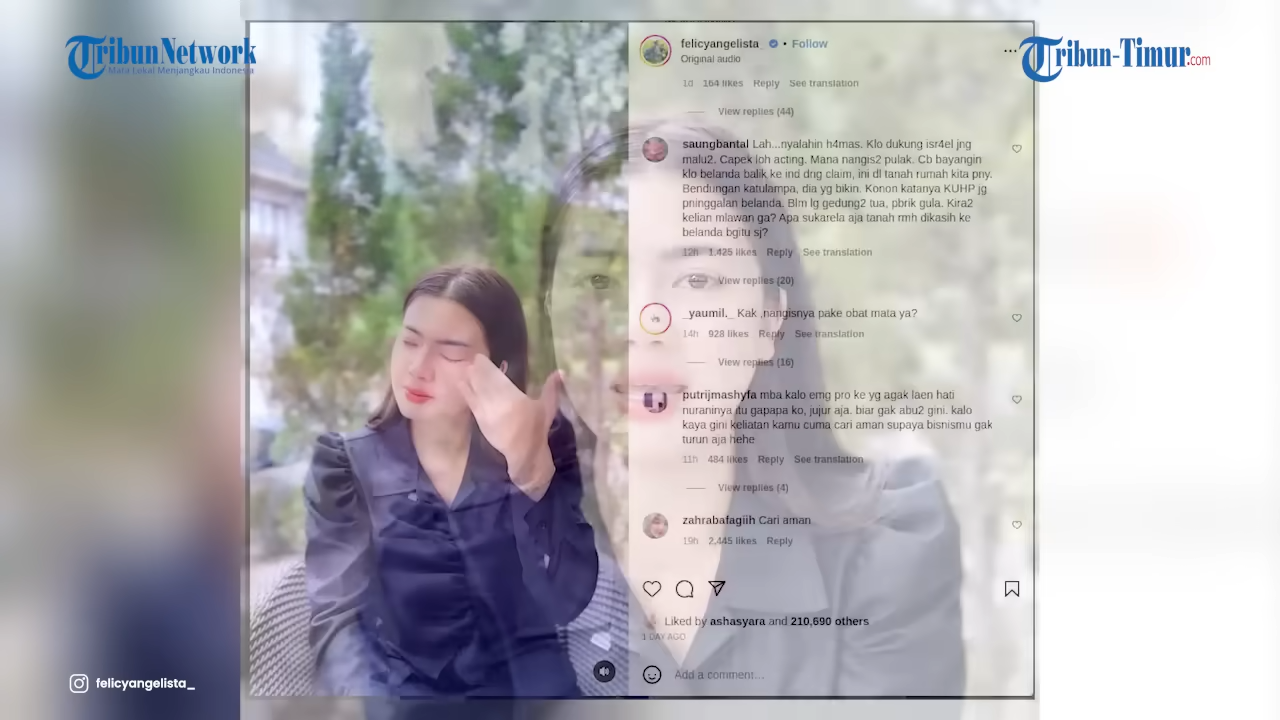 TribunNetwork
Mata Lokal Menjangkau Indonesia
Tribun-Timur.com
felicyangelista_ • Follow
Original audio
1d 164 likes Reply See translation
View replies (44)
saungbantal Lah...nyalahin h4mas. Klo dukung isr4el jng
malu2. Capek loh acting. Mana nangis2 pulak. Cb bayangin
klo belanda balik ke ind dng claim, ini dl tanah rumah kita pny.
Bendungan katulampa, dia yg bikin. Konon katanya KUHP jg
pninggalan belanda. Blm lg gedung2 tua, pbrik gula. Kira2
kelian mlawan ga? Apa sukarela aja tanah rmh dikasih ke
belanda bgitu sj?
12h 1,425 likes Reply See translation
View replies (20)
_yaumil._ Kak ,nangisnya pake obat mata ya?
14h 928 likes Reply See translation
View replies (16)
putrijmashyfa mba kalo emg pro ke yg agak laen hati
nuraninya itu gapapa ko, jujur aja. biar gak abu2 gini. kalo
kaya gini keliatan kamu cuma cari aman supaya bisnismu gak
turun aja hehe
11h 484 likes Reply See translation
View replies (4)
zahrabafagiih Cari aman
19h 2,445 likes Reply
Liked by ashasyara and 210,690 others
1 DAY AGO
Add a comment...
felicyangelista_